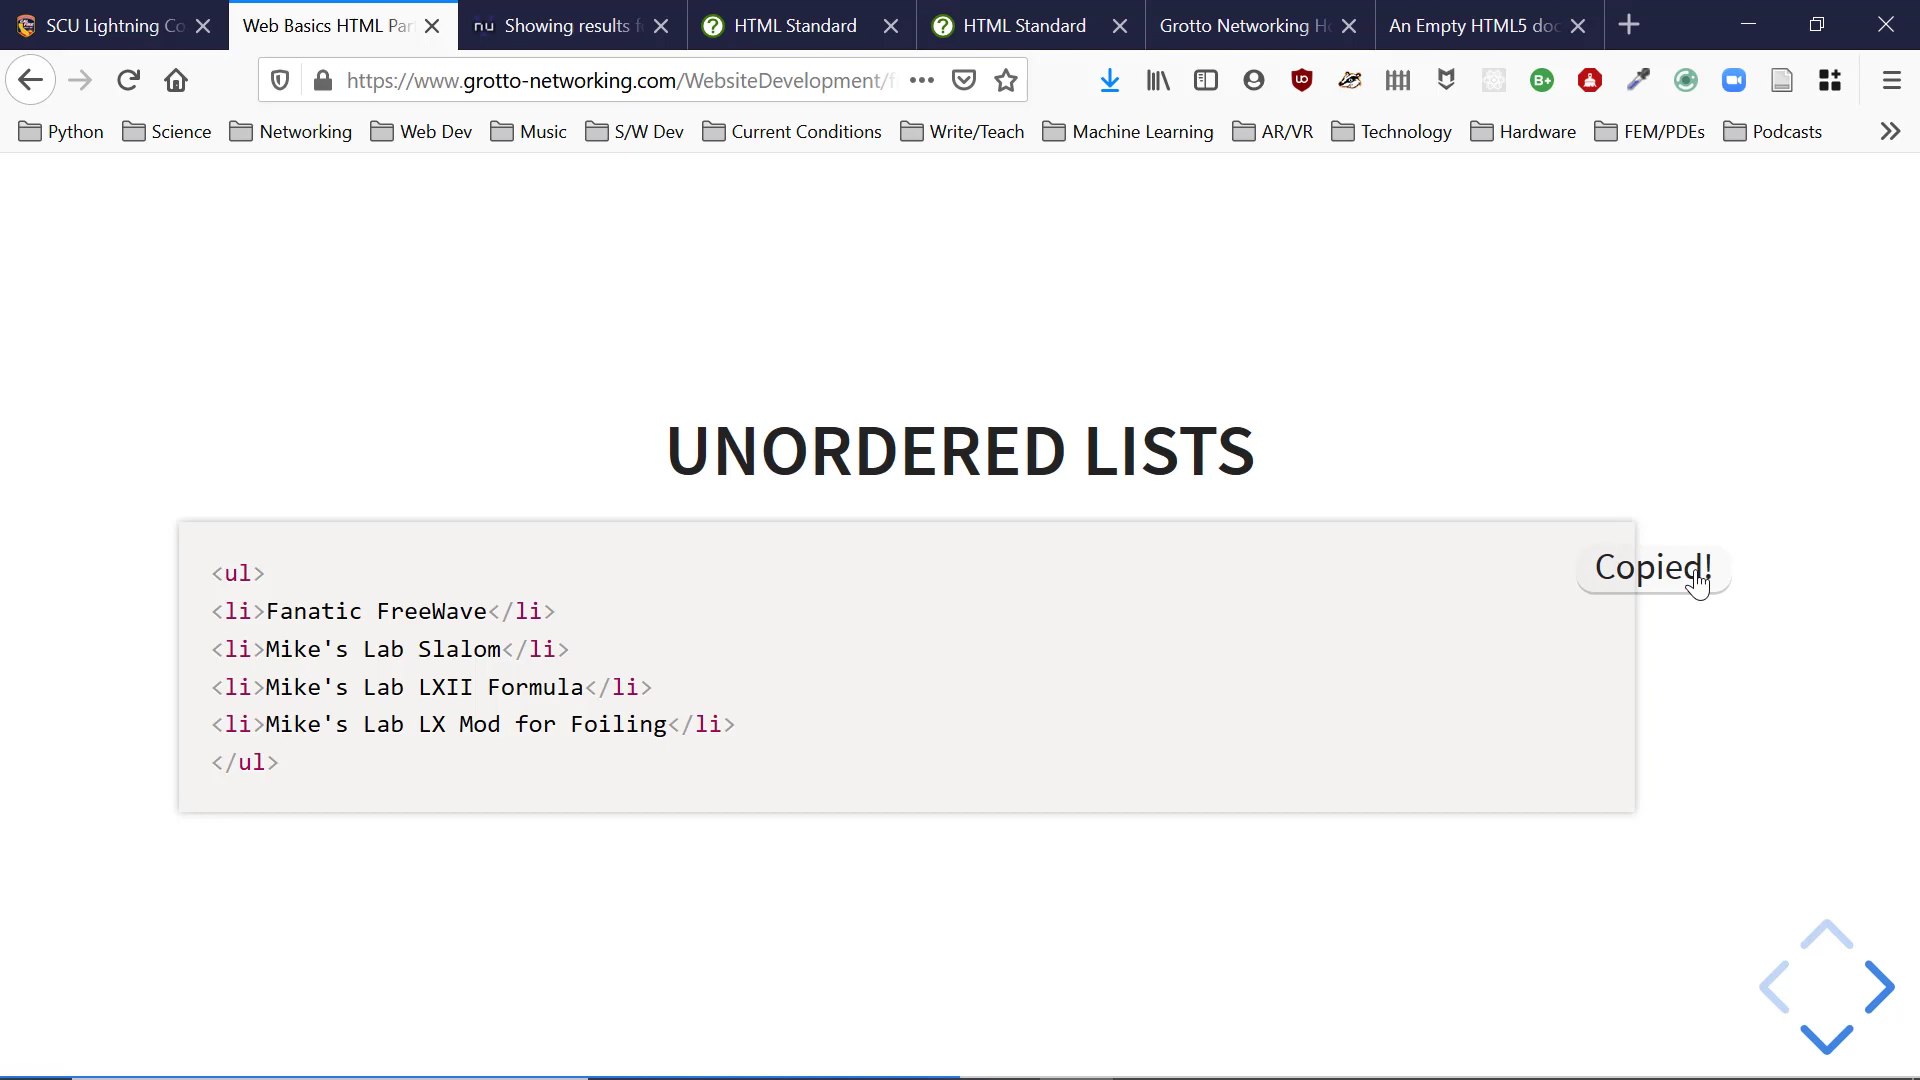 SCU Lightning Co
Web Basics HTML Par
nu Showing results f
HTML Standard
HTML Standard
Grotto Networking H
An Empty HTML5 doc
https://www.grotto-networking.com/WebsiteDevelopment/f
Python
Science
Networking
Web Dev
Music
S/W Dev
Current Conditions
Write/Teach
Machine Learning
AR/VR
Technology
Hardware
FEM/PDEs
Podcasts
UNORDERED LISTS
Copied!
<ul>
<li>Fanatic FreeWave</li>
<li>Mike's Lab Slalom</li>
<li>Mike's Lab LXII Formula</li>
<li>Mike's Lab LX Mod for Foiling</li>
</ul>